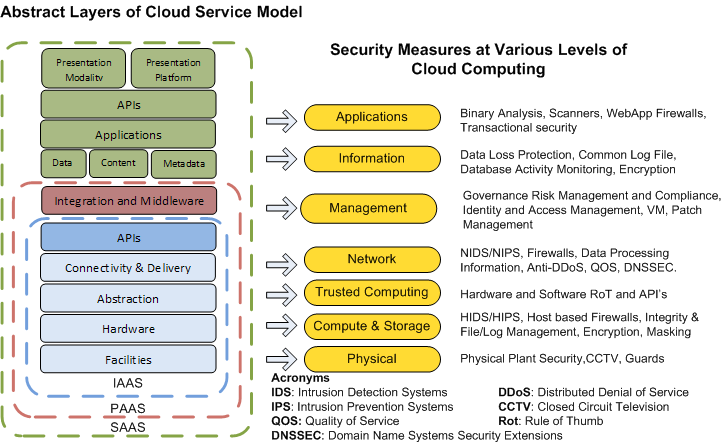 Abstract Layers of Cloud Service Model
Presentation
Modality
Presentation
Platform
APIs
Applications
Data
Content
Metadata
Integration and Middleware
APIs
Connectivity & Delivery
Abstraction
Hardware
Facilities
IAAS
PAAS
SAAS
Security Measures at Various Levels of
Cloud Computing
Applications
Binary Analysis, Scanners, WebApp Firewalls,
Transactional security
Information
Data Loss Protection, Common Log File,
Database Activity Monitoring, Encryption
Management
Governance Risk Management and Compliance,
Identity and Access Management, VM, Patch
Management
Network
NIDS/NIPS, Firewalls, Data Processing
Information, Anti-DDoS, QOS, DNSSEC.
Trusted Computing
Hardware and Software RoT and API's
Compute & Storage
HIDS/HIPS, Host based Firewalls, Integrity &
File/Log Management, Encryption, Masking
Physical
Physical Plant Security,CCTV, Guards
Acronyms
IDS: Intrusion Detection Systems
IPS: Intrusion Prevention Systems
QOS: Quality of Service
DNSSEC: Domain Name Systems Security Extensions
DDoS: Distributed Denial of Service
CCTV: Closed Circuit Television
Rot: Rule of Thumb